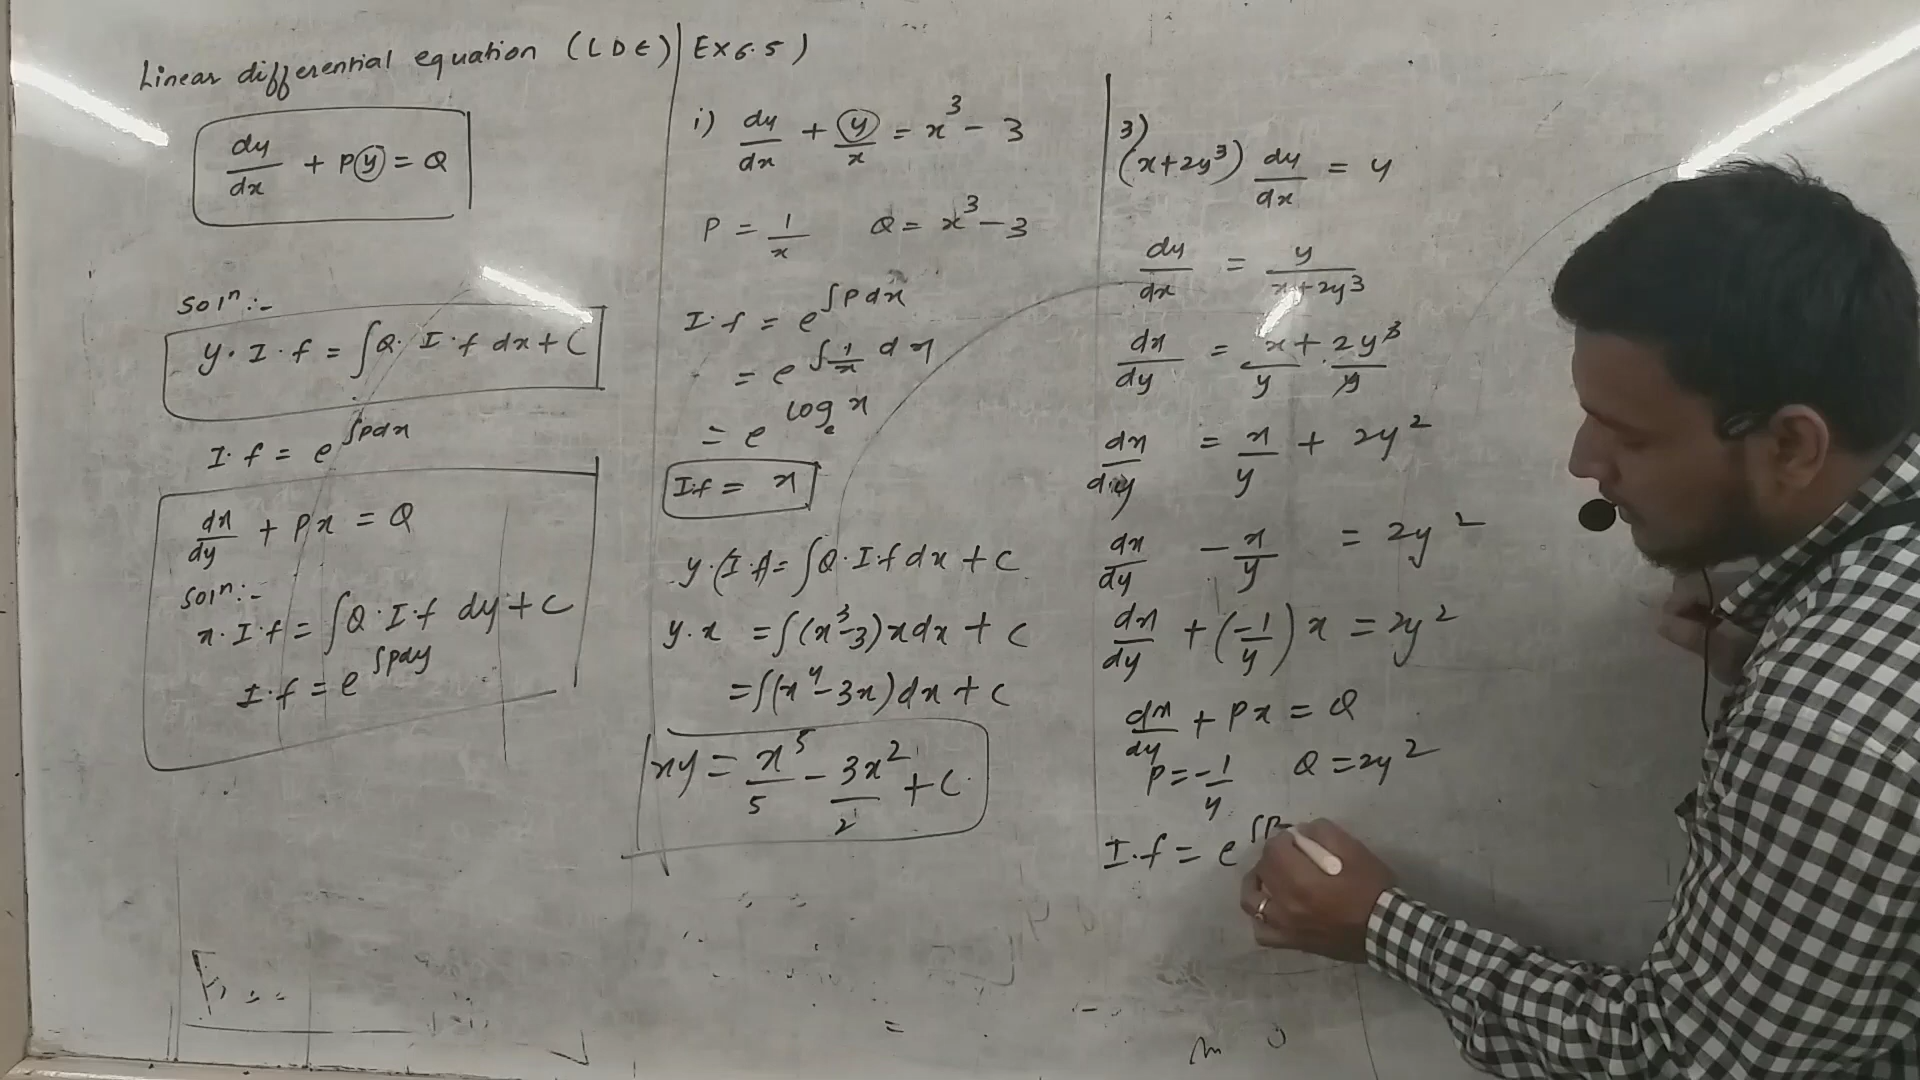 Linear differential equation (LDE) Ex 6.5)
dy/dx + Py = Q
Solⁿ :-
y · I·f = ∫Q · I·f dx + C
I·f = e^∫pdx
dx/dy + Px = Q
Solⁿ :-
x · I·f = ∫Q · I·f dy + C
I·f = e^∫pdy
i) dy/dx + y/x = x³ - 3
P = 1/x Q = x³ - 3
I·f = e^∫Pdx
= e^∫1/x dx
= e^logₑ x
I·f = x
y·(I·f) = ∫Q·I·f dx + C
y·x = ∫(x³-3)x dx + C
= ∫(x⁴ - 3x) dx + C
xy = x⁵/5 - 3x²/2 + C
3)
(x+2y³) dy/dx = y
dy/dx = y/(x+2y³)
dx/dy = x/y + 2y³/y
dx/dy = x/y + 2y²
dx/dy - x/y = 2y²
dx/dy + (-1/y) x = 2y²
dx/dy + Px = Q
P = -1/y Q = 2y²
I·f = e^∫P